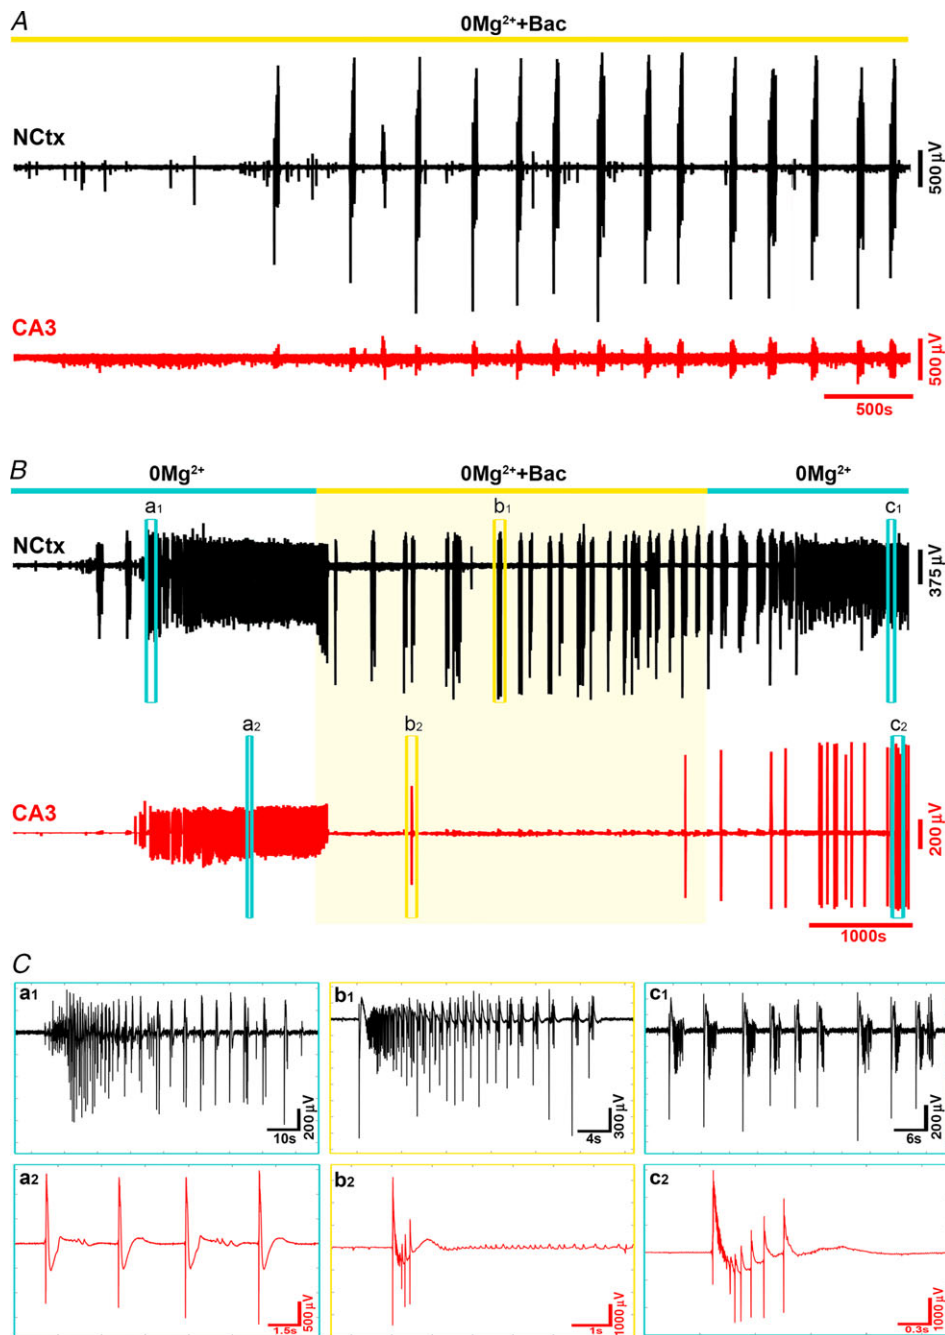 A
0Mg²⁺+Bac
NCtx
500 µV
CA3
500 µV
500s
B
0Mg²⁺ 0Mg²⁺+Bac 0Mg²⁺
a₁ b₁ c₁
NCtx
375 µV
a₂ b₂ c₂
CA3
200 µV
1000s
C
a₁ b₁ c₁
10s 200 µV 4s 300 µV 6s 200 µV
a₂ b₂ c₂
1.5s 500 µV 1s 1000 µV 0.3s 1000 µV